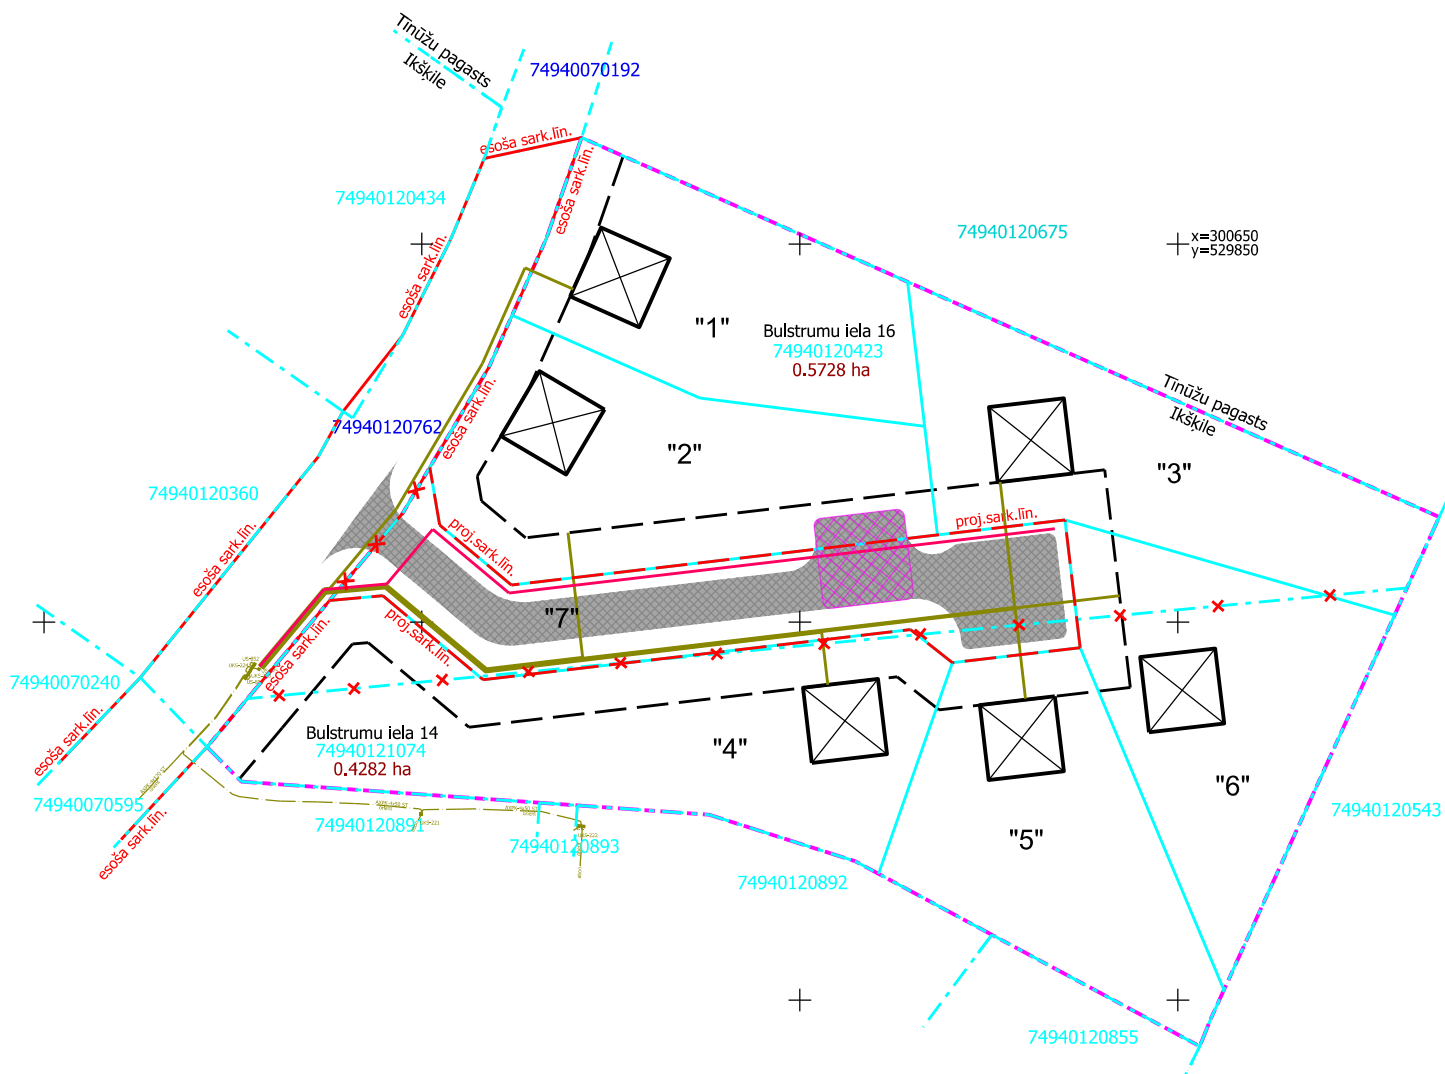 Tīnūžu pagasts
Ikšķile
74940070192
esoša sark.līn.
esoša sark.līn.
74940120434
74940120675
x=300650
y=529850
esoša sark.līn.
"1"
Bulstrumu iela 16
74940120423
0.5728 ha
Tīnūžu pagasts
Ikšķile
74940120762
esoša sark.līn.
"2"
"3"
74940120360
proj.sark.līn.
proj.sark.līn.
esoša sark.līn.
"7"
proj.sark.līn.
esoša sark.līn.
74940070240
Bulstrumu iela 14
74940121074
0.4282 ha
"4"
esoša sark.līn.
"6"
74940070595
74940120891
74940120543
esoša sark.līn.
74940120893
"5"
74940120892
74940120855